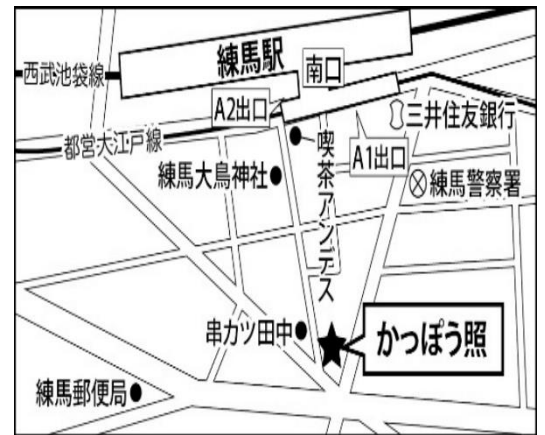 練馬駅
南口
西武池袋線
A2出口
三井住友銀行
都営大江戸線
A1出口
喫茶アンデス
練馬大鳥神社
練馬警察署
串カツ田中
かっぽう照
練馬郵便局